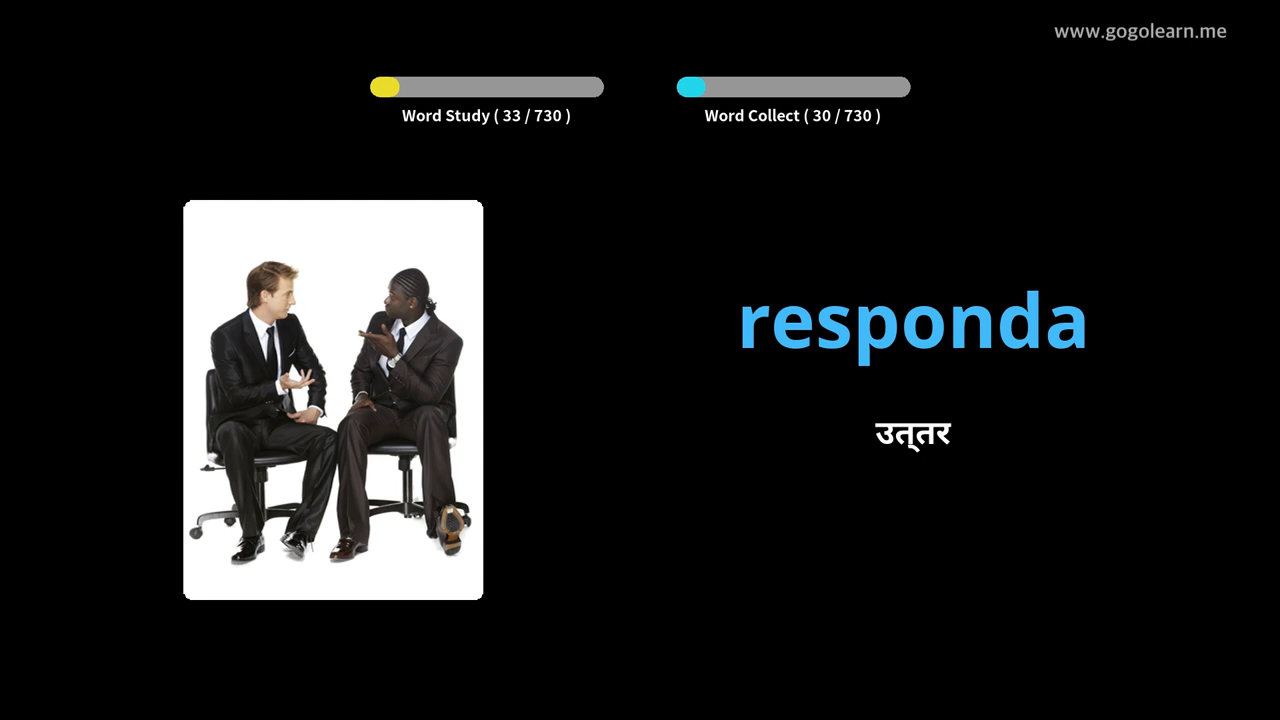 www.gogolearn.me
Word Study ( 33 / 730 )
Word Collect ( 30 / 730 )
responda
उत्तर